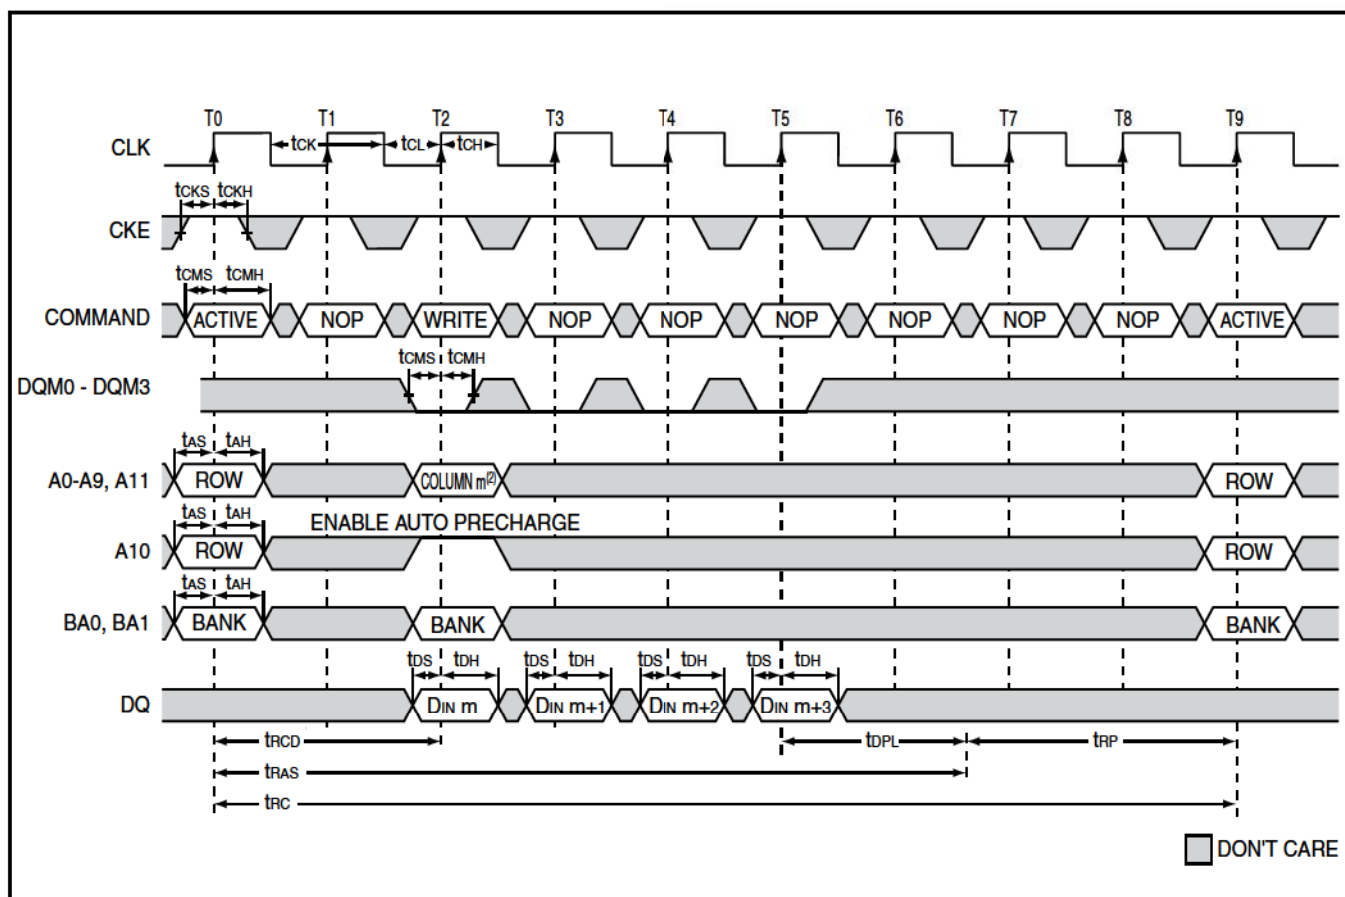 T0 T1 T2 T3 T4 T5 T6 T7 T8 T9
CLK tCK tCL tCH
tCKS tCKH
CKE
tCMS tCMH
COMMAND ACTIVE NOP WRITE NOP NOP NOP NOP NOP NOP ACTIVE
tCMS tCMH
DQM0 - DQM3
tAS tAH
A0-A9, A11 ROW COLUMN m(2) ROW
tAS tAH ENABLE AUTO PRECHARGE
A10 ROW ROW
tAS tAH
BA0, BA1 BANK BANK BANK
tDS tDH tDS tDH tDS tDH tDS tDH
DQ DIN m DIN m+1 DIN m+2 DIN m+3
tRCD tDPL tRP
tRAS
tRC
DON'T CARE